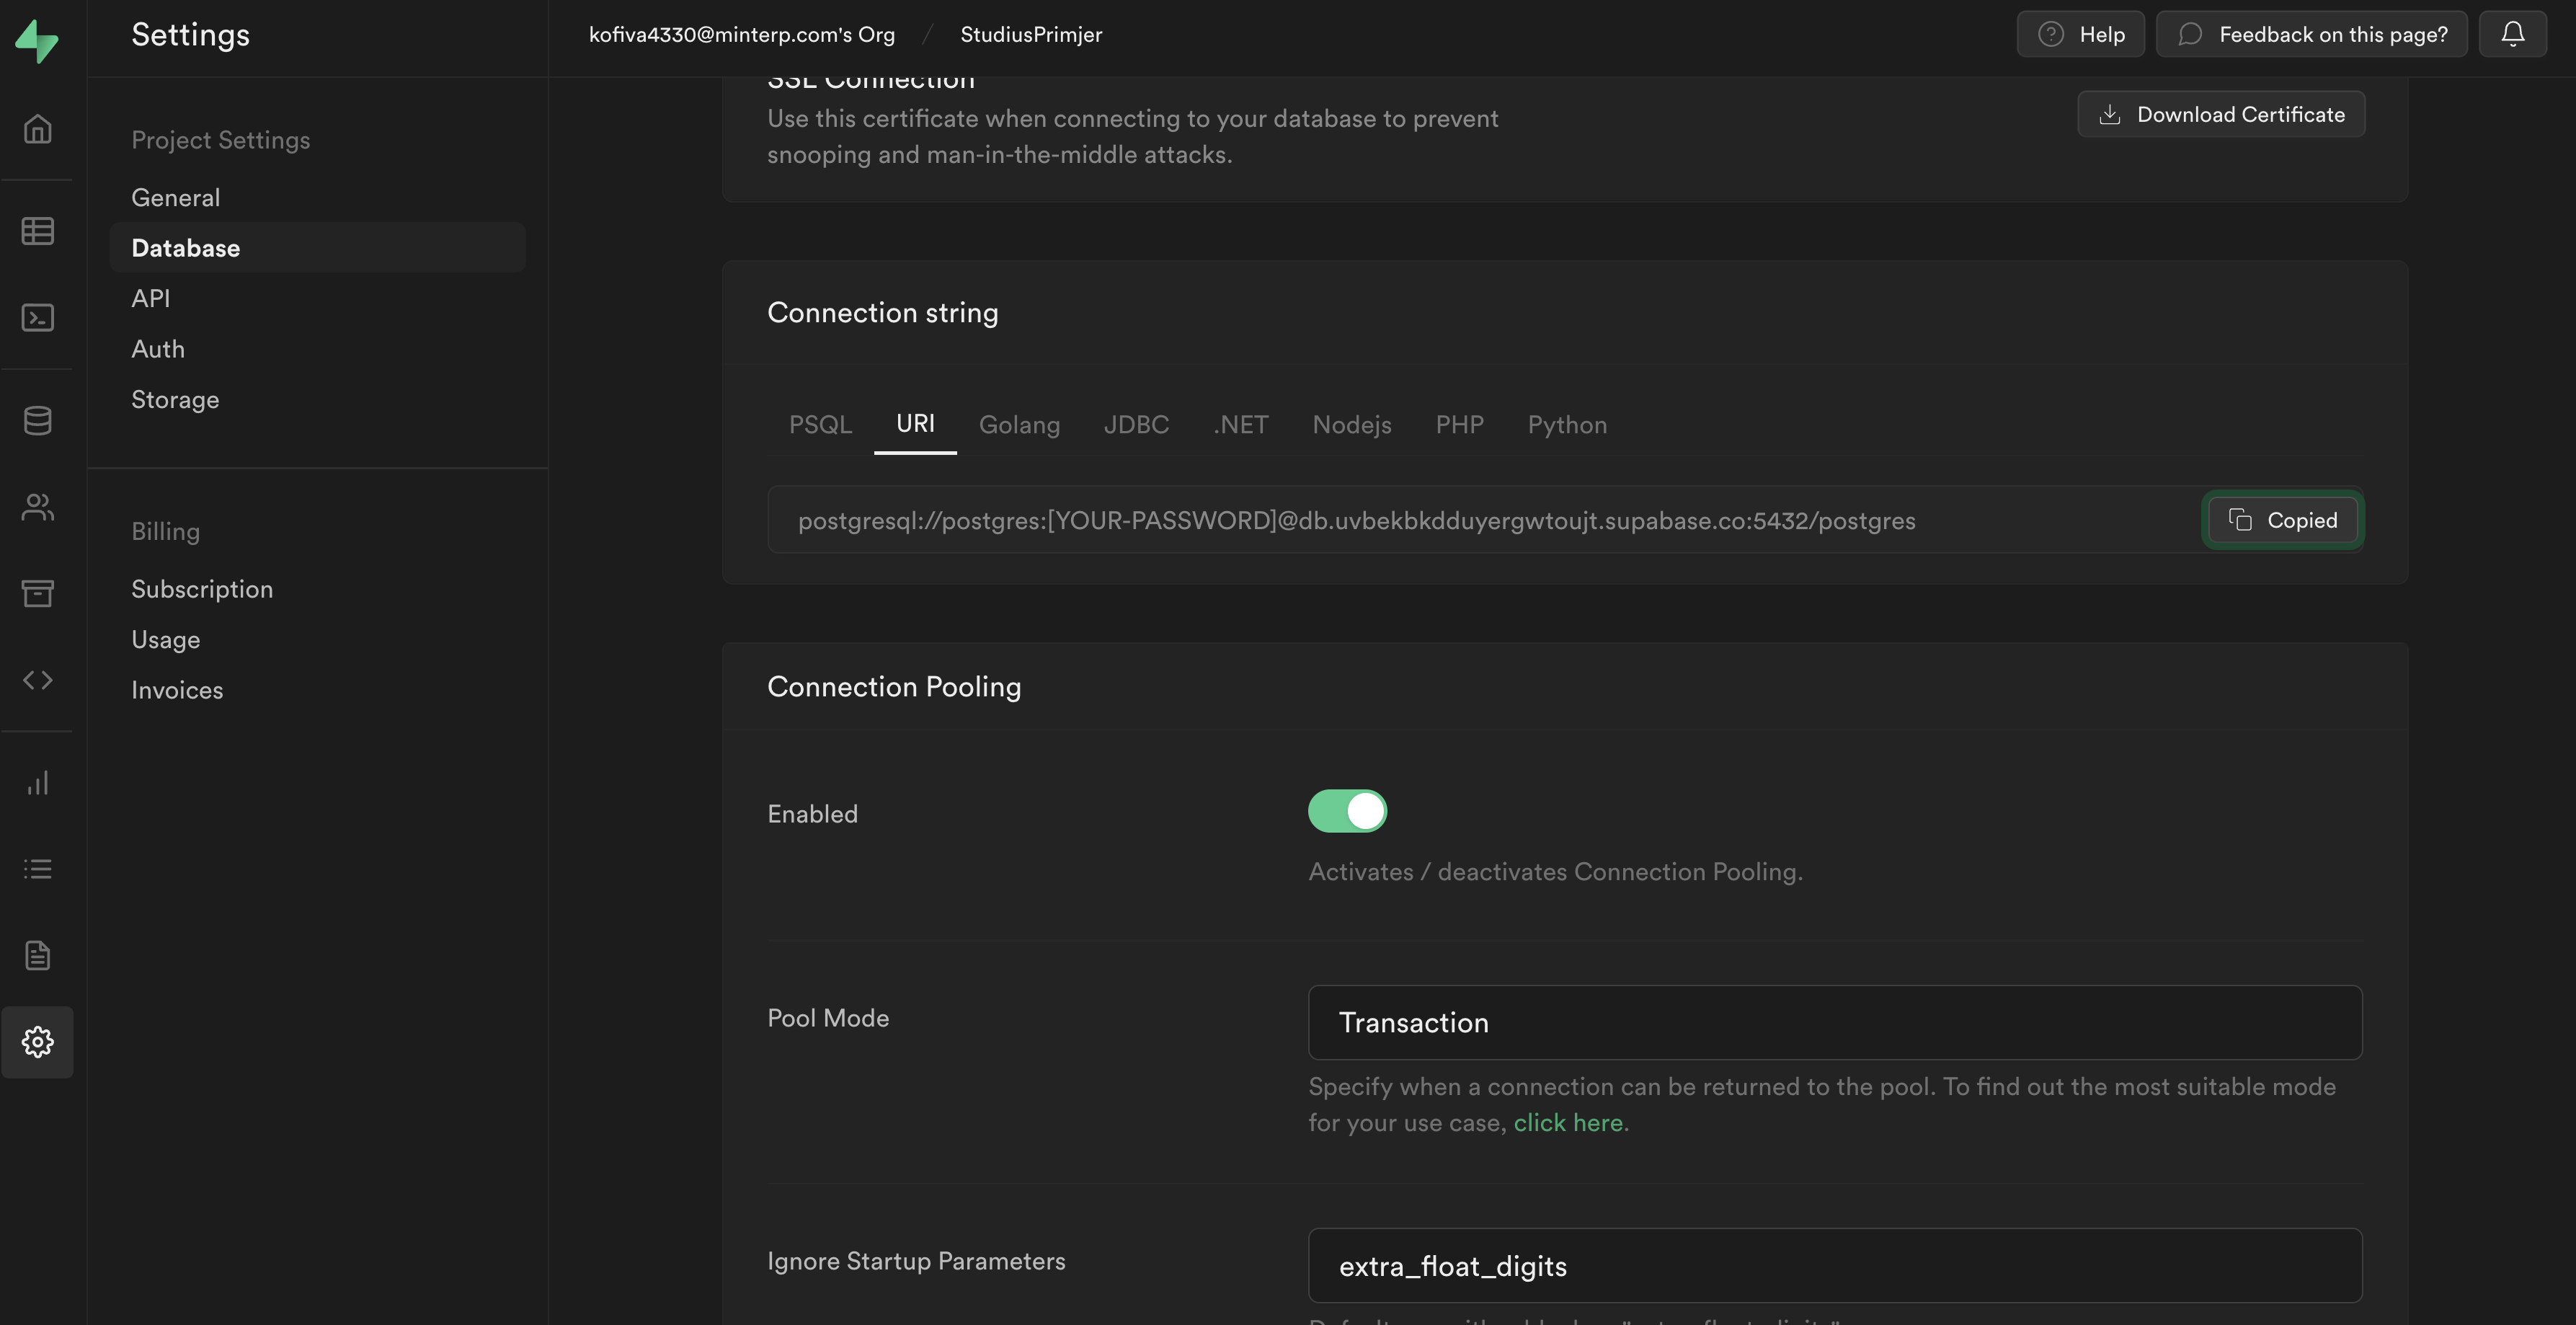 Settings
kofiva4330@minterp.com's Org / StudiusPrimjer
Help
Feedback on this page?
Project Settings
General
Database
API
Auth
Storage
Billing
Subscription
Usage
Invoices
SSL Connection
Use this certificate when connecting to your database to prevent
snooping and man-in-the-middle attacks.
Download Certificate
Connection string
PSQL URI Golang JDBC .NET Nodejs PHP Python
postgresql://postgres:[YOUR-PASSWORD]@db.uvbekbkdduyergwtoujt.supabase.co:5432/postgres
Copied
Connection Pooling
Enabled
Activates / deactivates Connection Pooling.
Pool Mode
Transaction
Specify when a connection can be returned to the pool. To find out the most suitable mode
for your use case, click here.
Ignore Startup Parameters
extra_float_digits